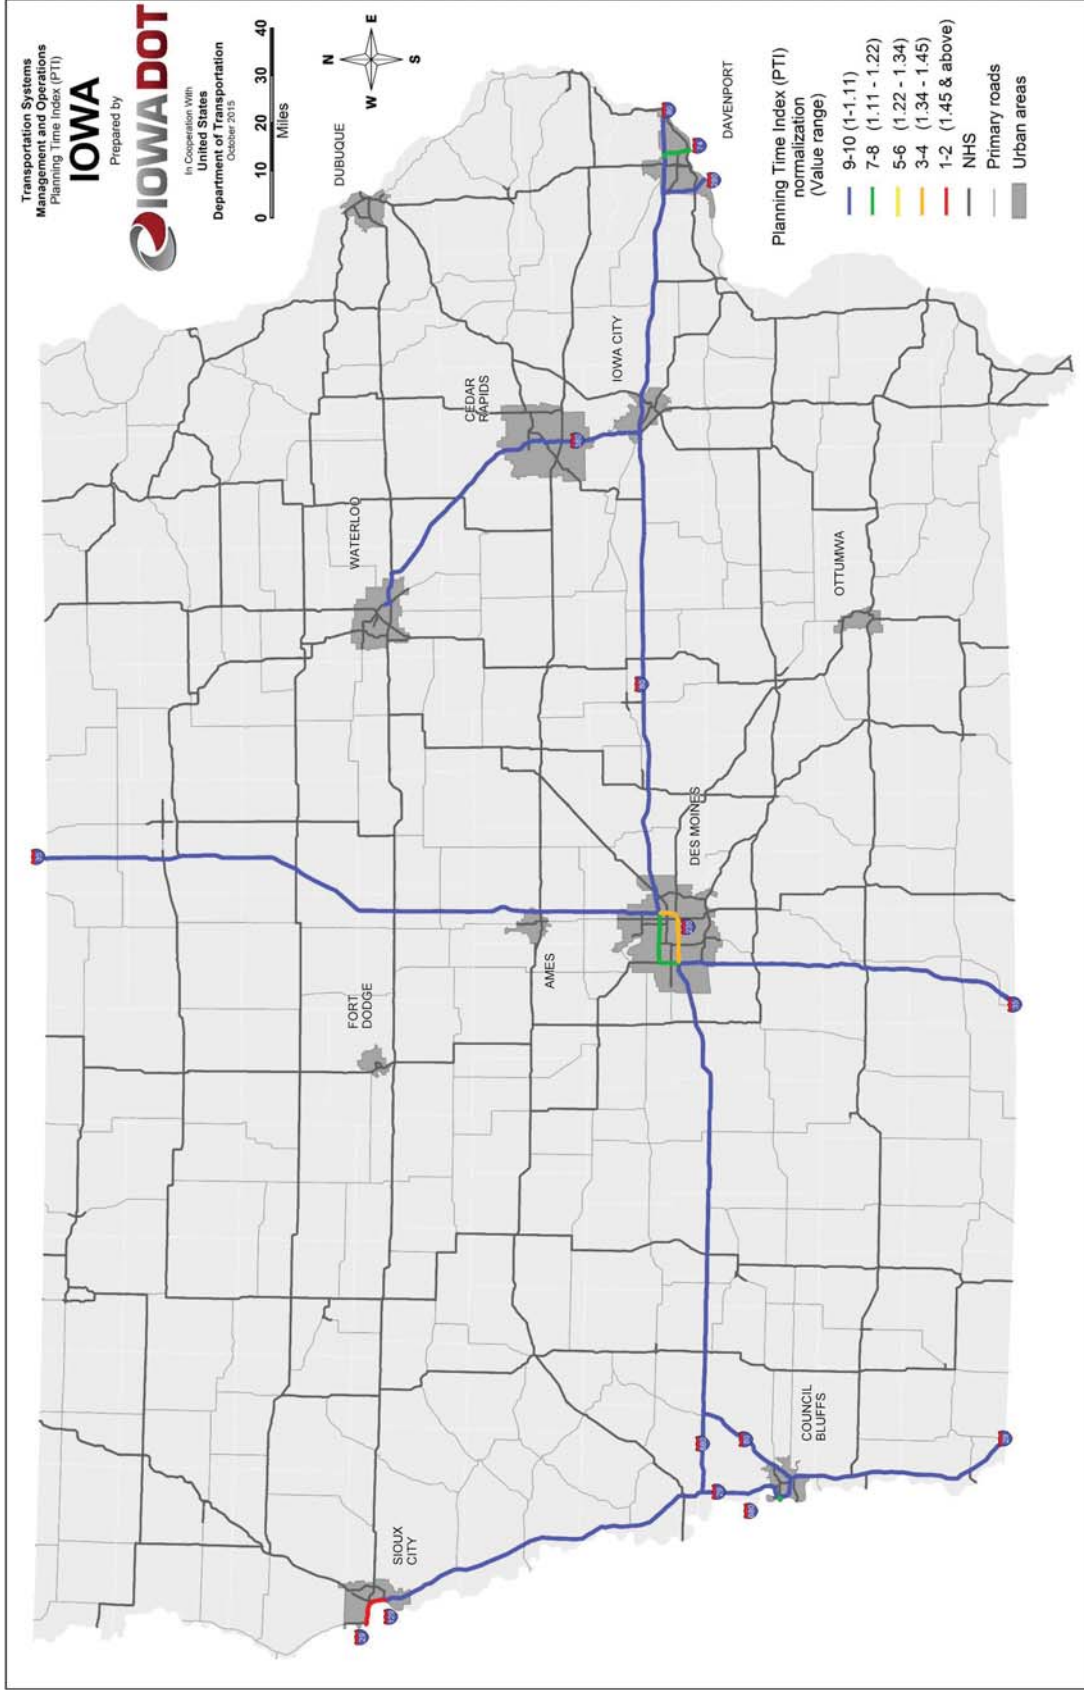 Transportation Systems
Management and Operations
Planning Time Index (PTI)
IOWA
Prepared by
IOWADOT
In Cooperation With
United States
Department of Transportation
October 2015
0 10 20 30 40
Miles
N
W E
S
SIOUX
CITY
FORT
DODGE
WATERLOO
DUBUQUE
AMES
CEDAR
RAPIDS
COUNCIL
BLUFFS
DES MOINES
IOWA CITY
DAVENPORT
OTTUMWA
Planning Time Index (PTI)
normalization
(Value range)
9-10 (1-1.11)
7-8 (1.11 - 1.22)
5-6 (1.22 - 1.34)
3-4 (1.34 - 1.45)
1-2 (1.45 & above)
NHS
Primary roads
Urban areas